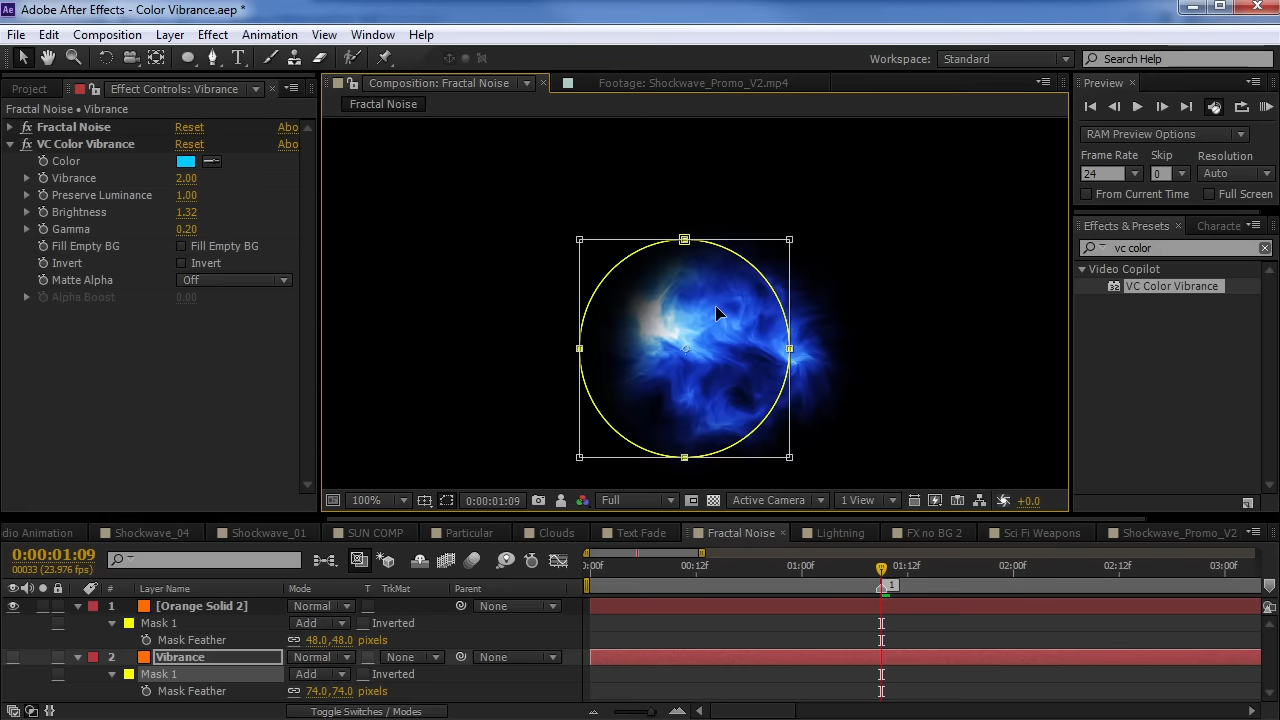 Adobe After Effects - Color Vibrance.aep *
File Edit Composition Layer Effect Animation View Window Help
Workspace: Standard Search Help
Project Effect Controls: Vibrance
Fractal Noise • Vibrance
Fractal Noise Reset Abo
VC Color Vibrance Reset Abo
Color
Vibrance 2.00
Preserve Luminance 1.00
Brightness 1.32
Gamma 0.20
Fill Empty BG Fill Empty BG
Invert Invert
Matte Alpha Off
Alpha Boost 0.00
Composition: Fractal Noise Footage: Shockwave_Promo_V2.mp4
Fractal Noise
100% 0:00:01:09 Full Active Camera 1 View +0.0
Preview
RAM Preview Options
Frame Rate Skip Resolution
24 0 Auto
From Current Time Full Screen
Effects & Presets Characte
vc color
Video Copilot
32 VC Color Vibrance
dio Animation Shockwave_04 Shockwave_01 SUN COMP Particular Clouds Text Fade Fractal Noise Lightning FX no BG 2 Sci Fi Weapons Shockwave_Promo_V2
0:00:01:09
00033 (23.976 fps)
:00f 00:12f 01:00f 01:12f 02:00f 02:12f 03:00f
# Layer Name Mode T TrkMat Parent
1
1 [Orange Solid 2] Normal None
Mask 1 Add Inverted
Mask Feather 48.0,48.0 pixels
2 Vibrance Normal None None
Mask 1 Add Inverted
Mask Feather 74.0,74.0 pixels
Toggle Switches / Modes